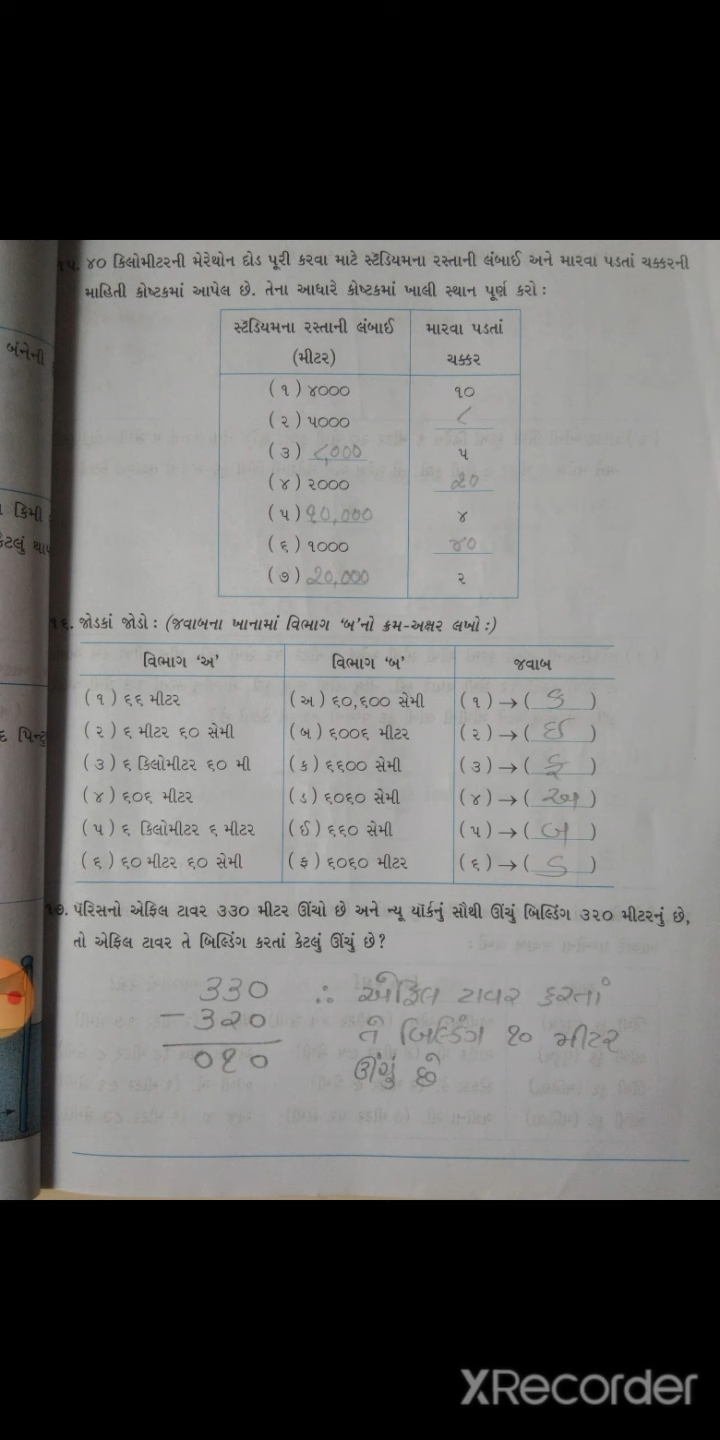 ૧૫. ૪૦ કિલોમીટરની મેરેથોન દોડ પૂરી કરવા માટે સ્ટૅડિયમના રસ્તાની લંબાઈ અને મારવા પડતાં ચક્કરની
માહિતી કોષ્ટકમાં આપેલ છે. તેના આધારે કોષ્ટકમાં ખાલી સ્થાન પૂર્ણ કરો :
સ્ટૅડિયમના રસ્તાની લંબાઈ (મીટર) મારવા પડતાં ચક્કર
(૧) ૪૦૦૦ ૧૦
(૨) ૫૦૦૦ ૮
(૩) ૮,૦૦૦ ૫
(૪) ૨૦૦૦ ૨૦
(૫) ૧૦,૦૦૦ ૪
(૬) ૧૦૦૦ ૪૦
(૭) ૨૦,૦૦૦ ૨
૧૬. જોડકાં જોડો : (જવાબના ખાનામાં વિભાગ ‘બ’નો ક્રમ-અક્ષર લખો :)
વિભાગ ‘અ’ વિભાગ ‘બ’ જવાબ
(૧) ૬૬ મીટર (અ) ૬૦,૬૦૦ સેમી (૧) → ( ક )
(૨) ૬ મીટર ૬૦ સેમી (બ) ૬૦૦૬ મીટર (૨) → ( ઈ )
(૩) ૬ કિલોમીટર ૬૦ મી (ક) ૬૬૦૦ સેમી (૩) → ( ફ )
(૪) ૬૦૬ મીટર (ડ) ૬૦૬૦ સેમી (૪) → ( અ )
(૫) ૬ કિલોમીટર ૬ મીટર (ઈ) ૬૬૦ સેમી (૫) → ( બ )
(૬) ૬૦ મીટર ૬૦ સેમી (ફ) ૬૦૬૦ મીટર (૬) → ( ડ )
૧૭. પૅરિસનો એફિલ ટાવર ૩૩૦ મીટર ઊંચો છે અને ન્યૂ યૉર્કનું સૌથી ઊંચું બિલ્ડિંગ ૩૨૦ મીટરનું છે,
તો એફિલ ટાવર તે બિલ્ડિંગ કરતાં કેટલું ઊંચું છે?
૩૩૦ ∴ એફિલ ટાવર કરતાં
– ૩૨૦ તે બિલ્ડિંગ ૧૦ મીટર
૦૧૦ ઊંચું છે
બંનેની
કિમી
કેટલું
પિન્ટુ
XRecorder